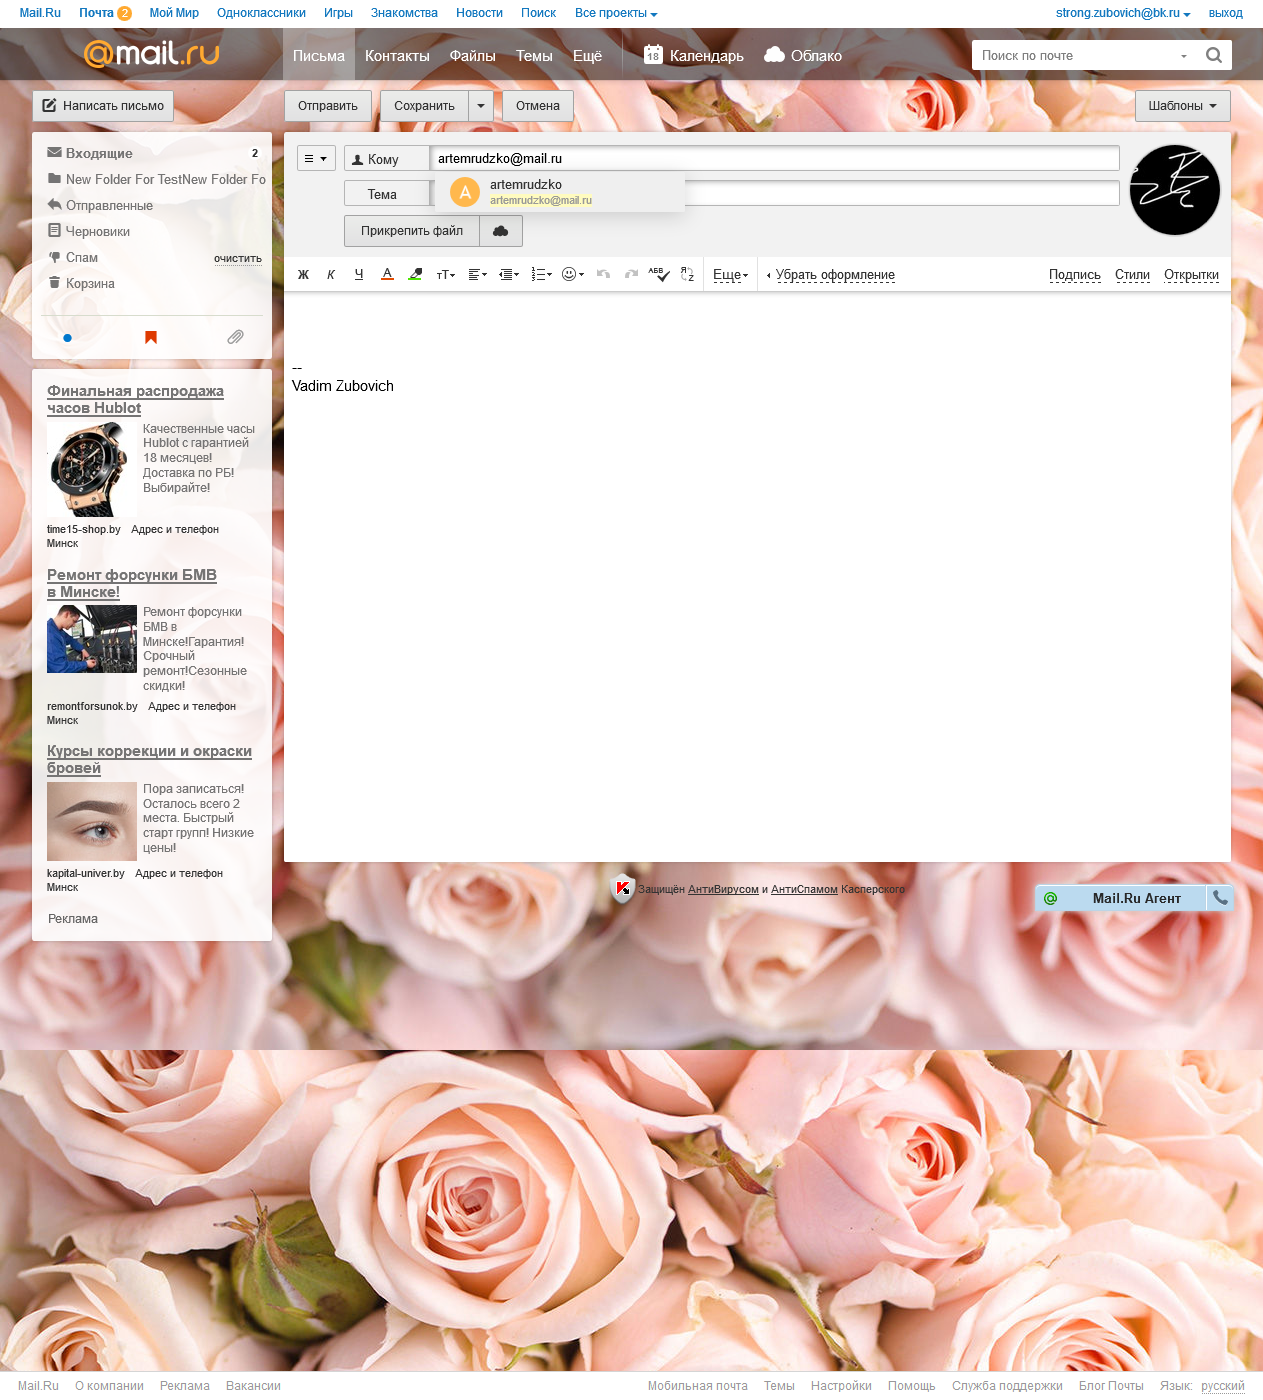 Mail.Ru Почта 2 Мой Мир Одноклассники Игры Знакомства Новости Поиск Все проекты strong.zubovich@bk.ru выход
@mail.ru Письма Контакты Файлы Темы Ещё 18 Календарь Облако Поиск по почте
Написать письмо Отправить Сохранить Отмена Шаблоны
Входящие 2
New Folder For TestNew Folder Fo
Отправленные
Черновики
Спам очистить
Корзина
Кому artemrudzko@mail.ru
A artemrudzko
artemrudzko@mail.ru
Тема
Прикрепить файл
Ж К Ч А тТ АБВ Еще Убрать оформление Подпись Стили Открытки
--
Vadim Zubovich
Финальная распродажа
часов Hublot
Качественные часы
Hublot с гарантией
18 месяцев!
Доставка по РБ!
Выбирайте!
time15-shop.by Адрес и телефон
Минск
Ремонт форсунки БМВ
в Минске!
Ремонт форсунки
БМВ в
Минске!Гарантия!
Срочный
ремонт!Сезонные
скидки!
remontforsunok.by Адрес и телефон
Минск
Курсы коррекции и окраски
бровей
Пора записаться!
Осталось всего 2
места. Быстрый
старт групп! Низкие
цены!
kapital-univer.by Адрес и телефон
Минск
Реклама
Защищён АнтиВирусом и АнтиСпамом Касперского
Mail.Ru Агент
Mail.Ru О компании Реклама Вакансии Мобильная почта Темы Настройки Помощь Служба поддержки Блог Почты Язык: русский